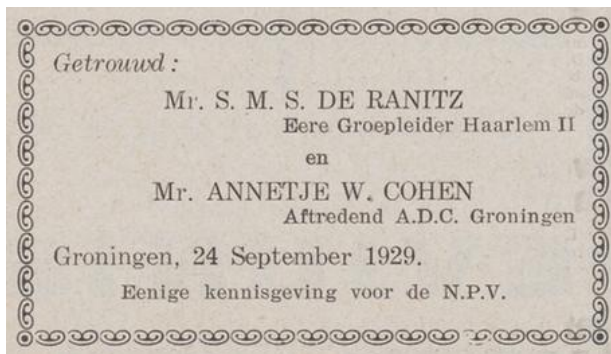 Getrouwd :
Mr. S. M. S. DE RANITZ
Eere Groepleider Haarlem II
en
Mr. ANNETJE W. COHEN
Aftredend A.D.C. Groningen
Groningen, 24 September 1929.
Eenige kennisgeving voor de N.P.V.